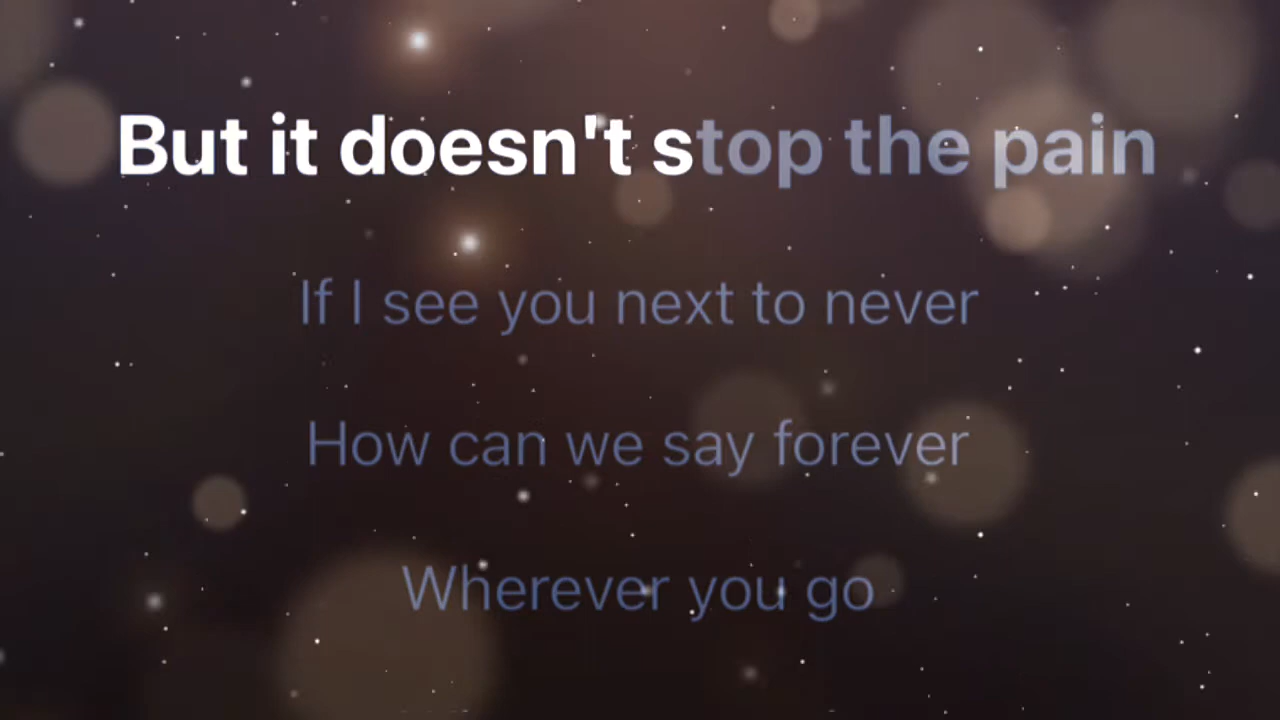 But it doesn't stop the pain
If I see you next to never
How can we say forever
Wherever you go